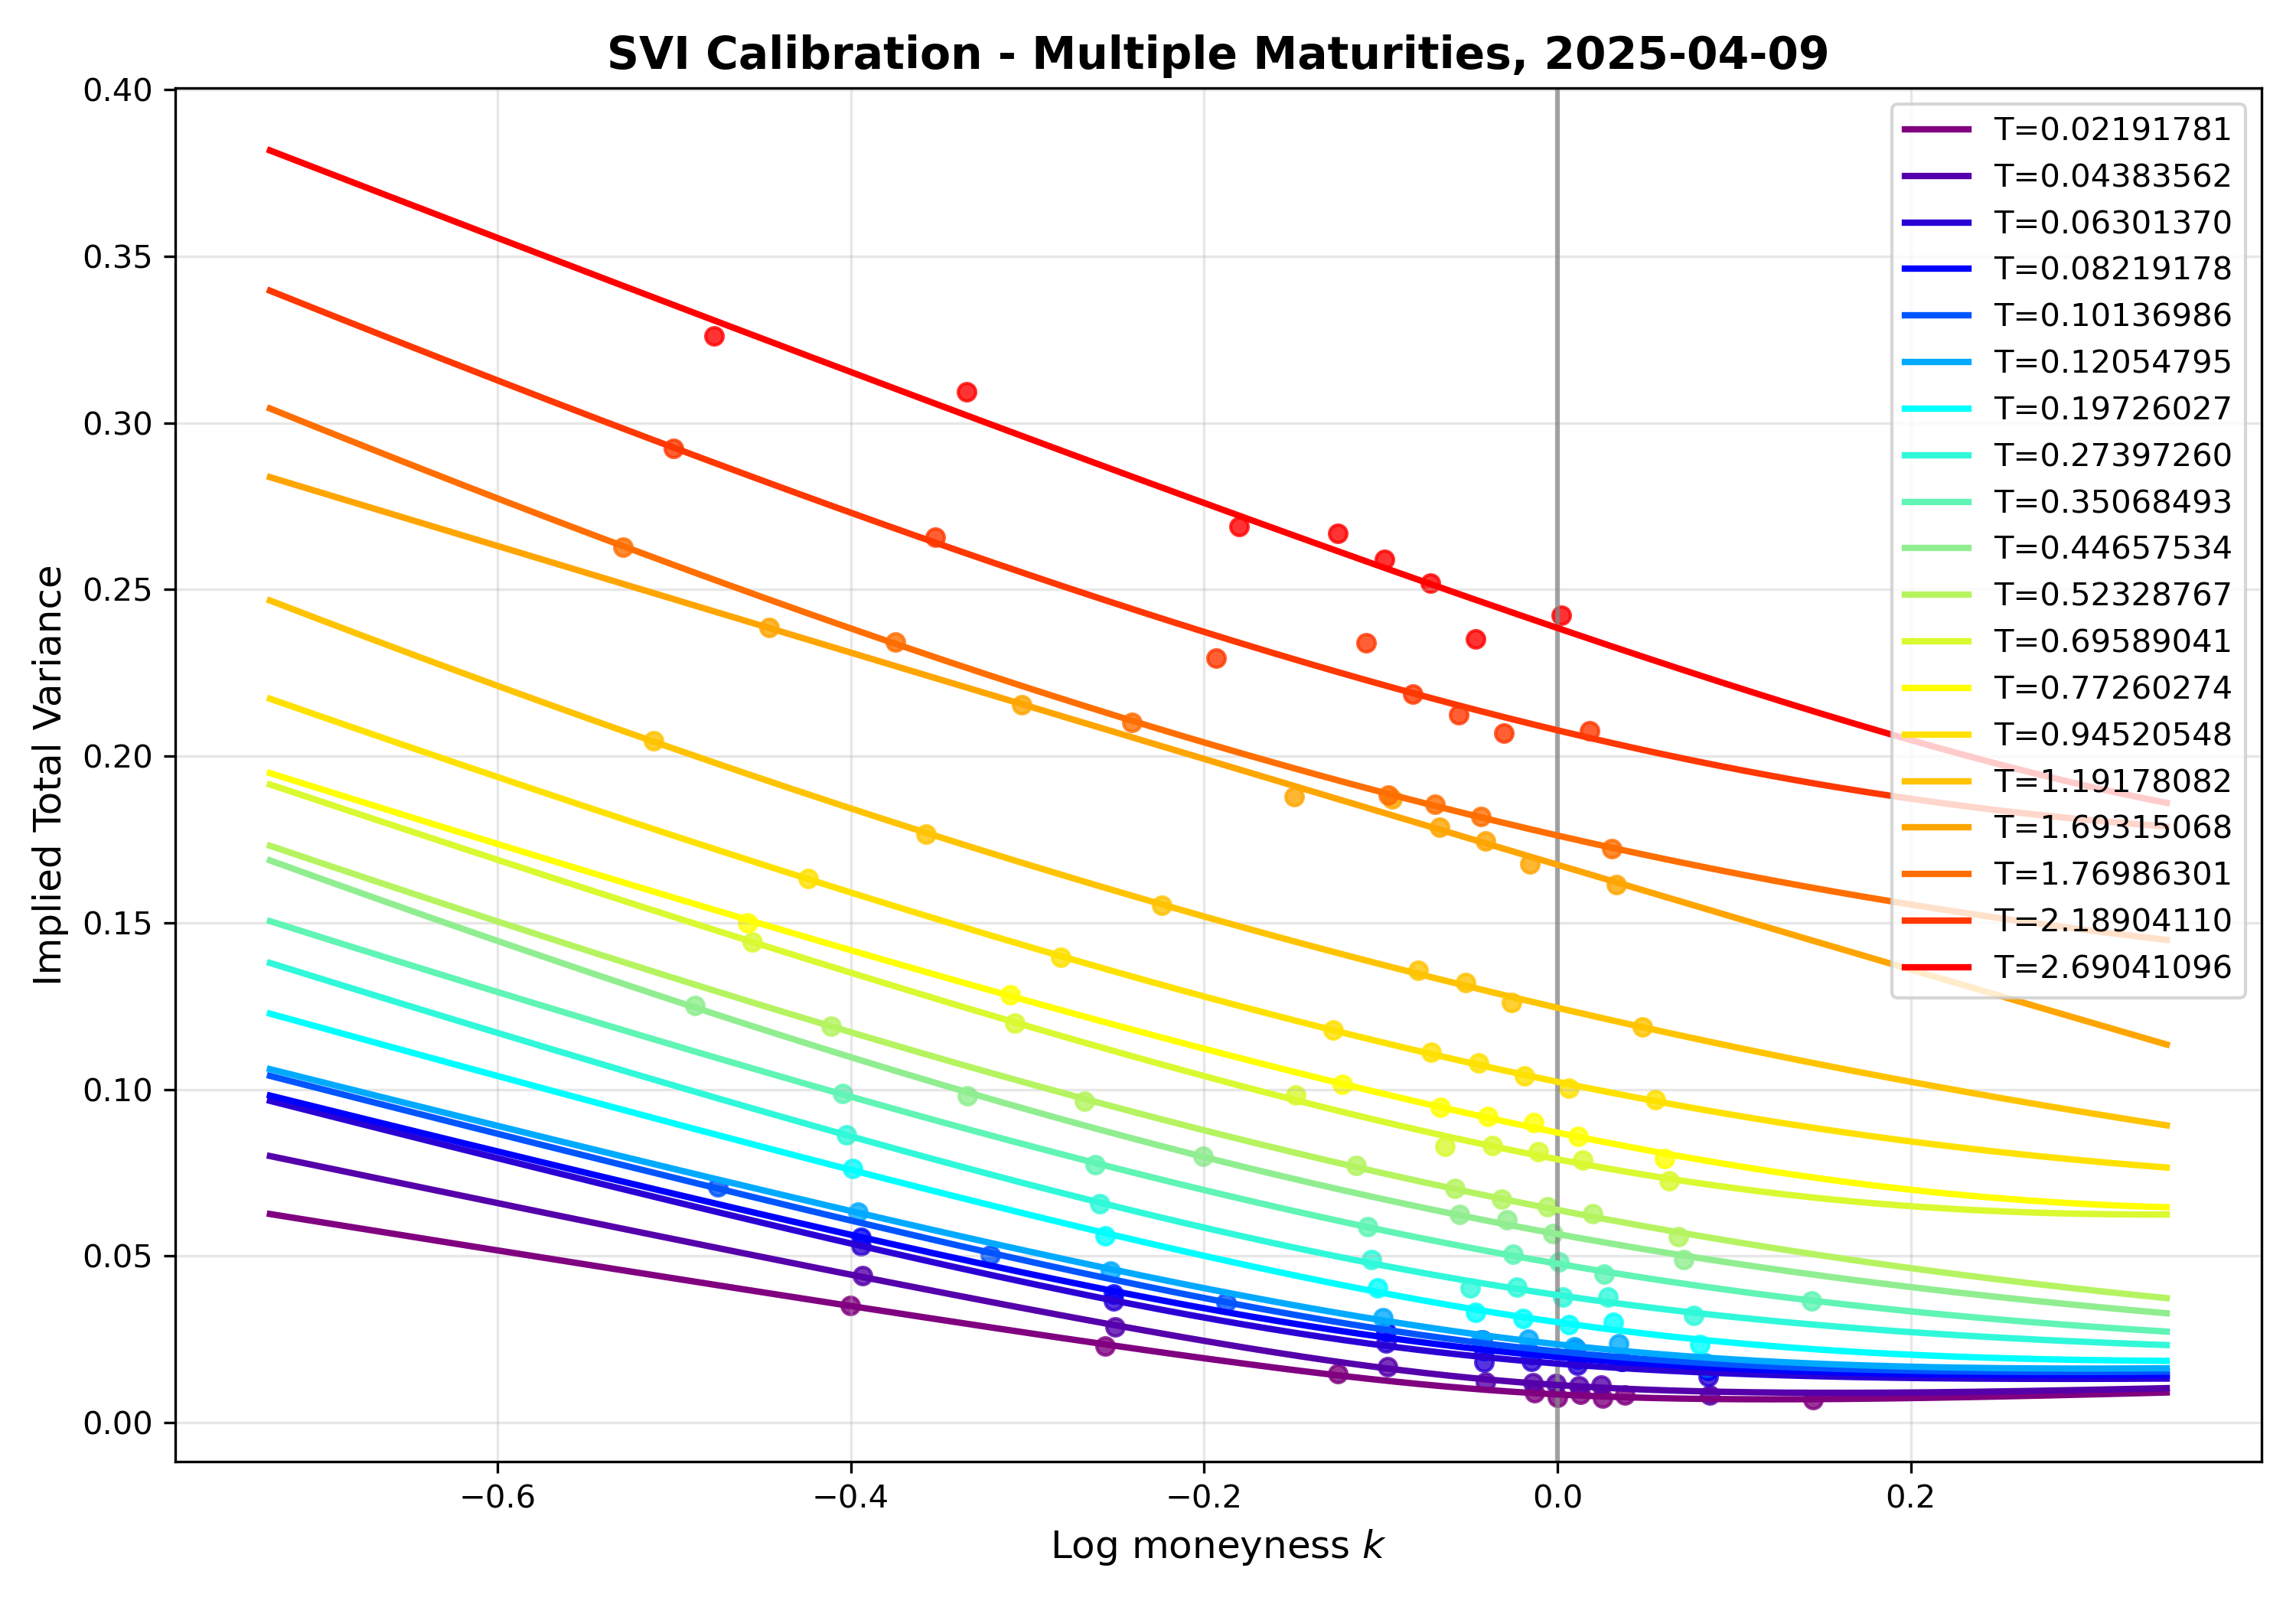 SVI Calibration - Multiple Maturities, 2025-04-09
Implied Total Variance
0.40
0.35
0.30
0.25
0.20
0.15
0.10
0.05
0.00
−0.6
−0.4
−0.2
0.0
0.2
Log moneyness k
T=0.02191781
T=0.04383562
T=0.06301370
T=0.08219178
T=0.10136986
T=0.12054795
T=0.19726027
T=0.27397260
T=0.35068493
T=0.44657534
T=0.52328767
T=0.69589041
T=0.77260274
T=0.94520548
T=1.19178082
T=1.69315068
T=1.76986301
T=2.18904110
T=2.69041096